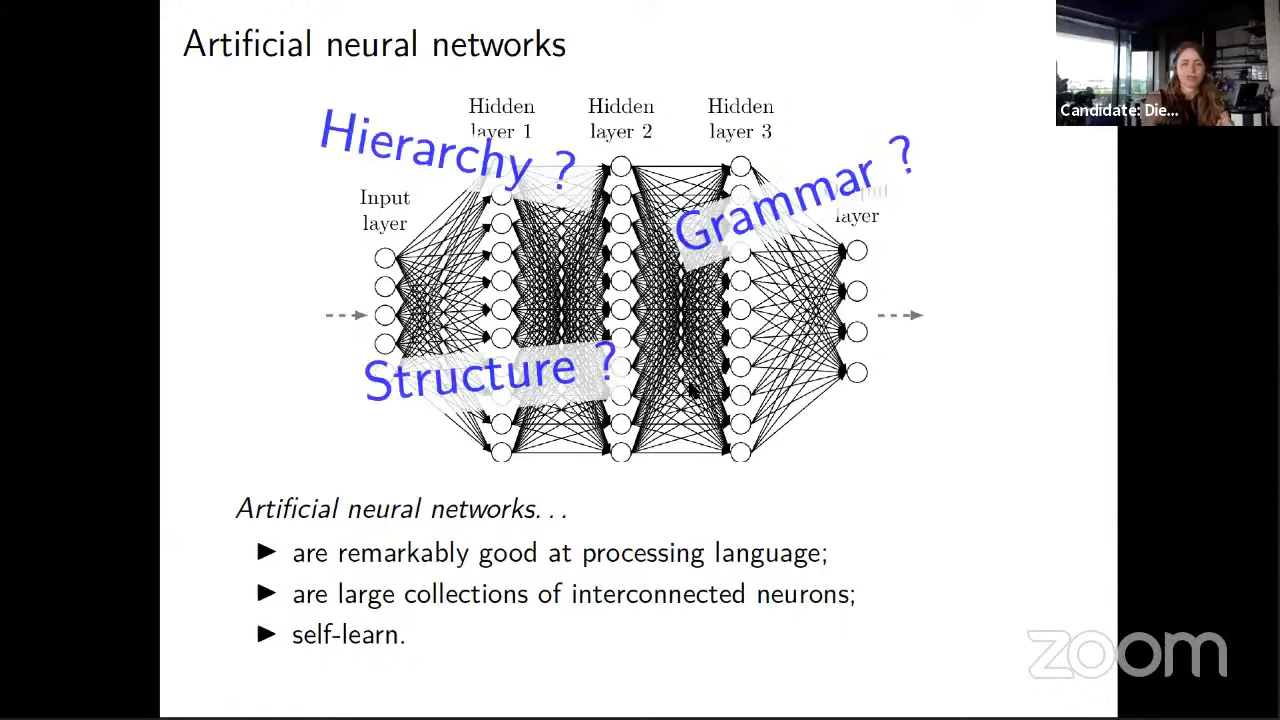 Artificial neural networks
Candidate: Die...
Hidden
layer 1
Hidden
layer 2
Hidden
layer 3
Hierarchy ?
Grammar ?
Input
layer
layer
Structure ?
Artificial neural networks...
▶ are remarkably good at processing language;
▶ are large collections of interconnected neurons;
▶ self-learn.
zoom